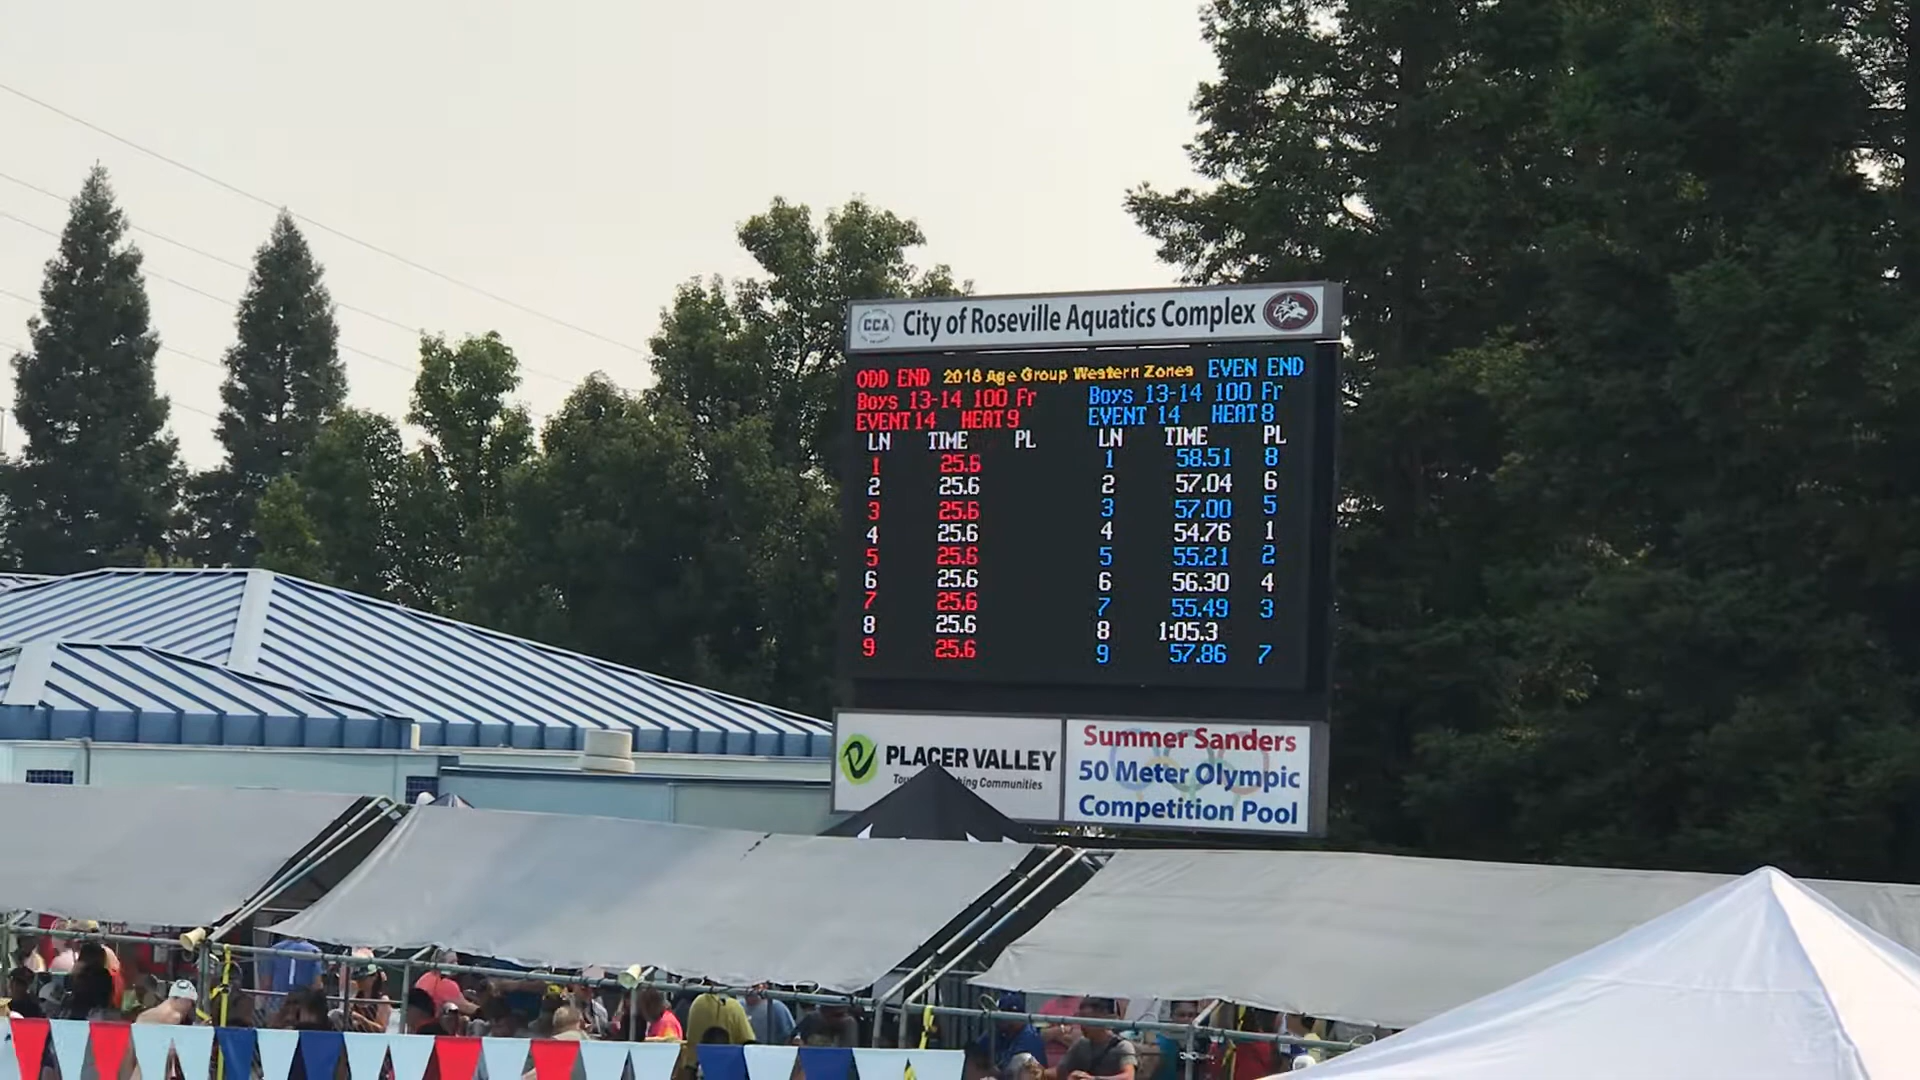 CCA City of Roseville Aquatics Complex
ODD END 2018 Age Group Western Zones EVEN END
Boys 13-14 100 Fr Boys 13-14 100 Fr
EVENT 14 HEAT 9 EVENT 14 HEAT 8
LN TIME PL LN TIME PL
1 25.6 1 58.51 8
2 25.6 2 57.04 6
3 25.6 3 57.00 5
4 25.6 4 54.76 1
5 25.6 5 55.21 2
6 25.6 6 56.30 4
7 25.6 7 55.49 3
8 25.6 8 1:05.3
9 25.6 9 57.86 7
PLACER VALLEY
Communities
Summer Sanders
50 Meter Olympic
Competition Pool